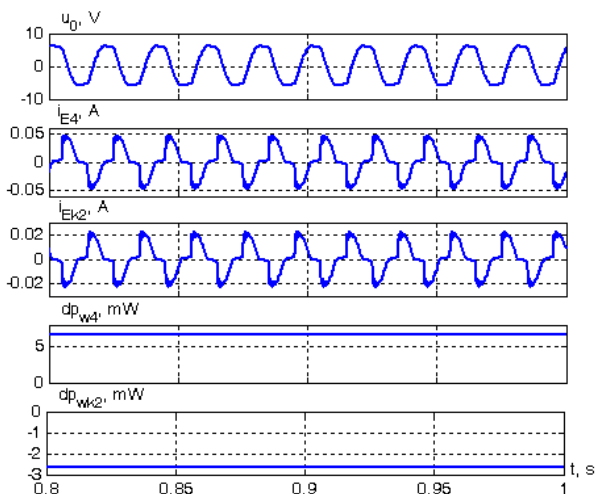 u0, V
10
0
-10
iE4, A
0.05
0
-0.05
iEk2, A
0.02
0
-0.02
dpw4, mW
5
0
dpwk2, mW
0
-1
-2
-3
0.8 0.85 0.9 0.95 1
t, s